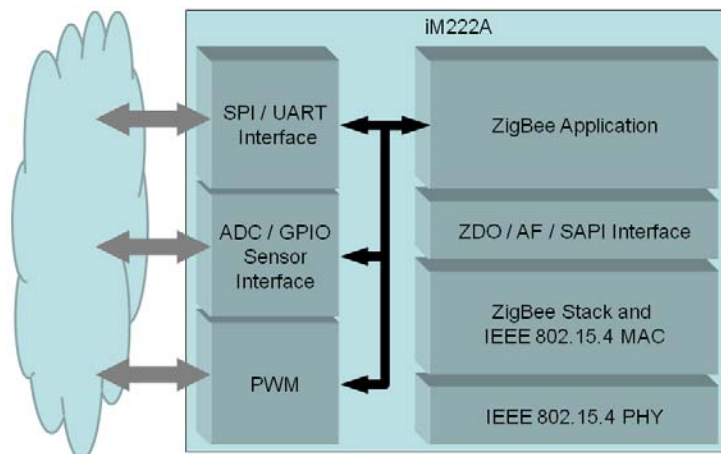 iM222A
SPI / UART
Interface
ADC / GPIO
Sensor
Interface
PWM
ZigBee Application
ZDO / AF / SAPI Interface
ZigBee Stack and
IEEE 802.15.4 MAC
IEEE 802.15.4 PHY